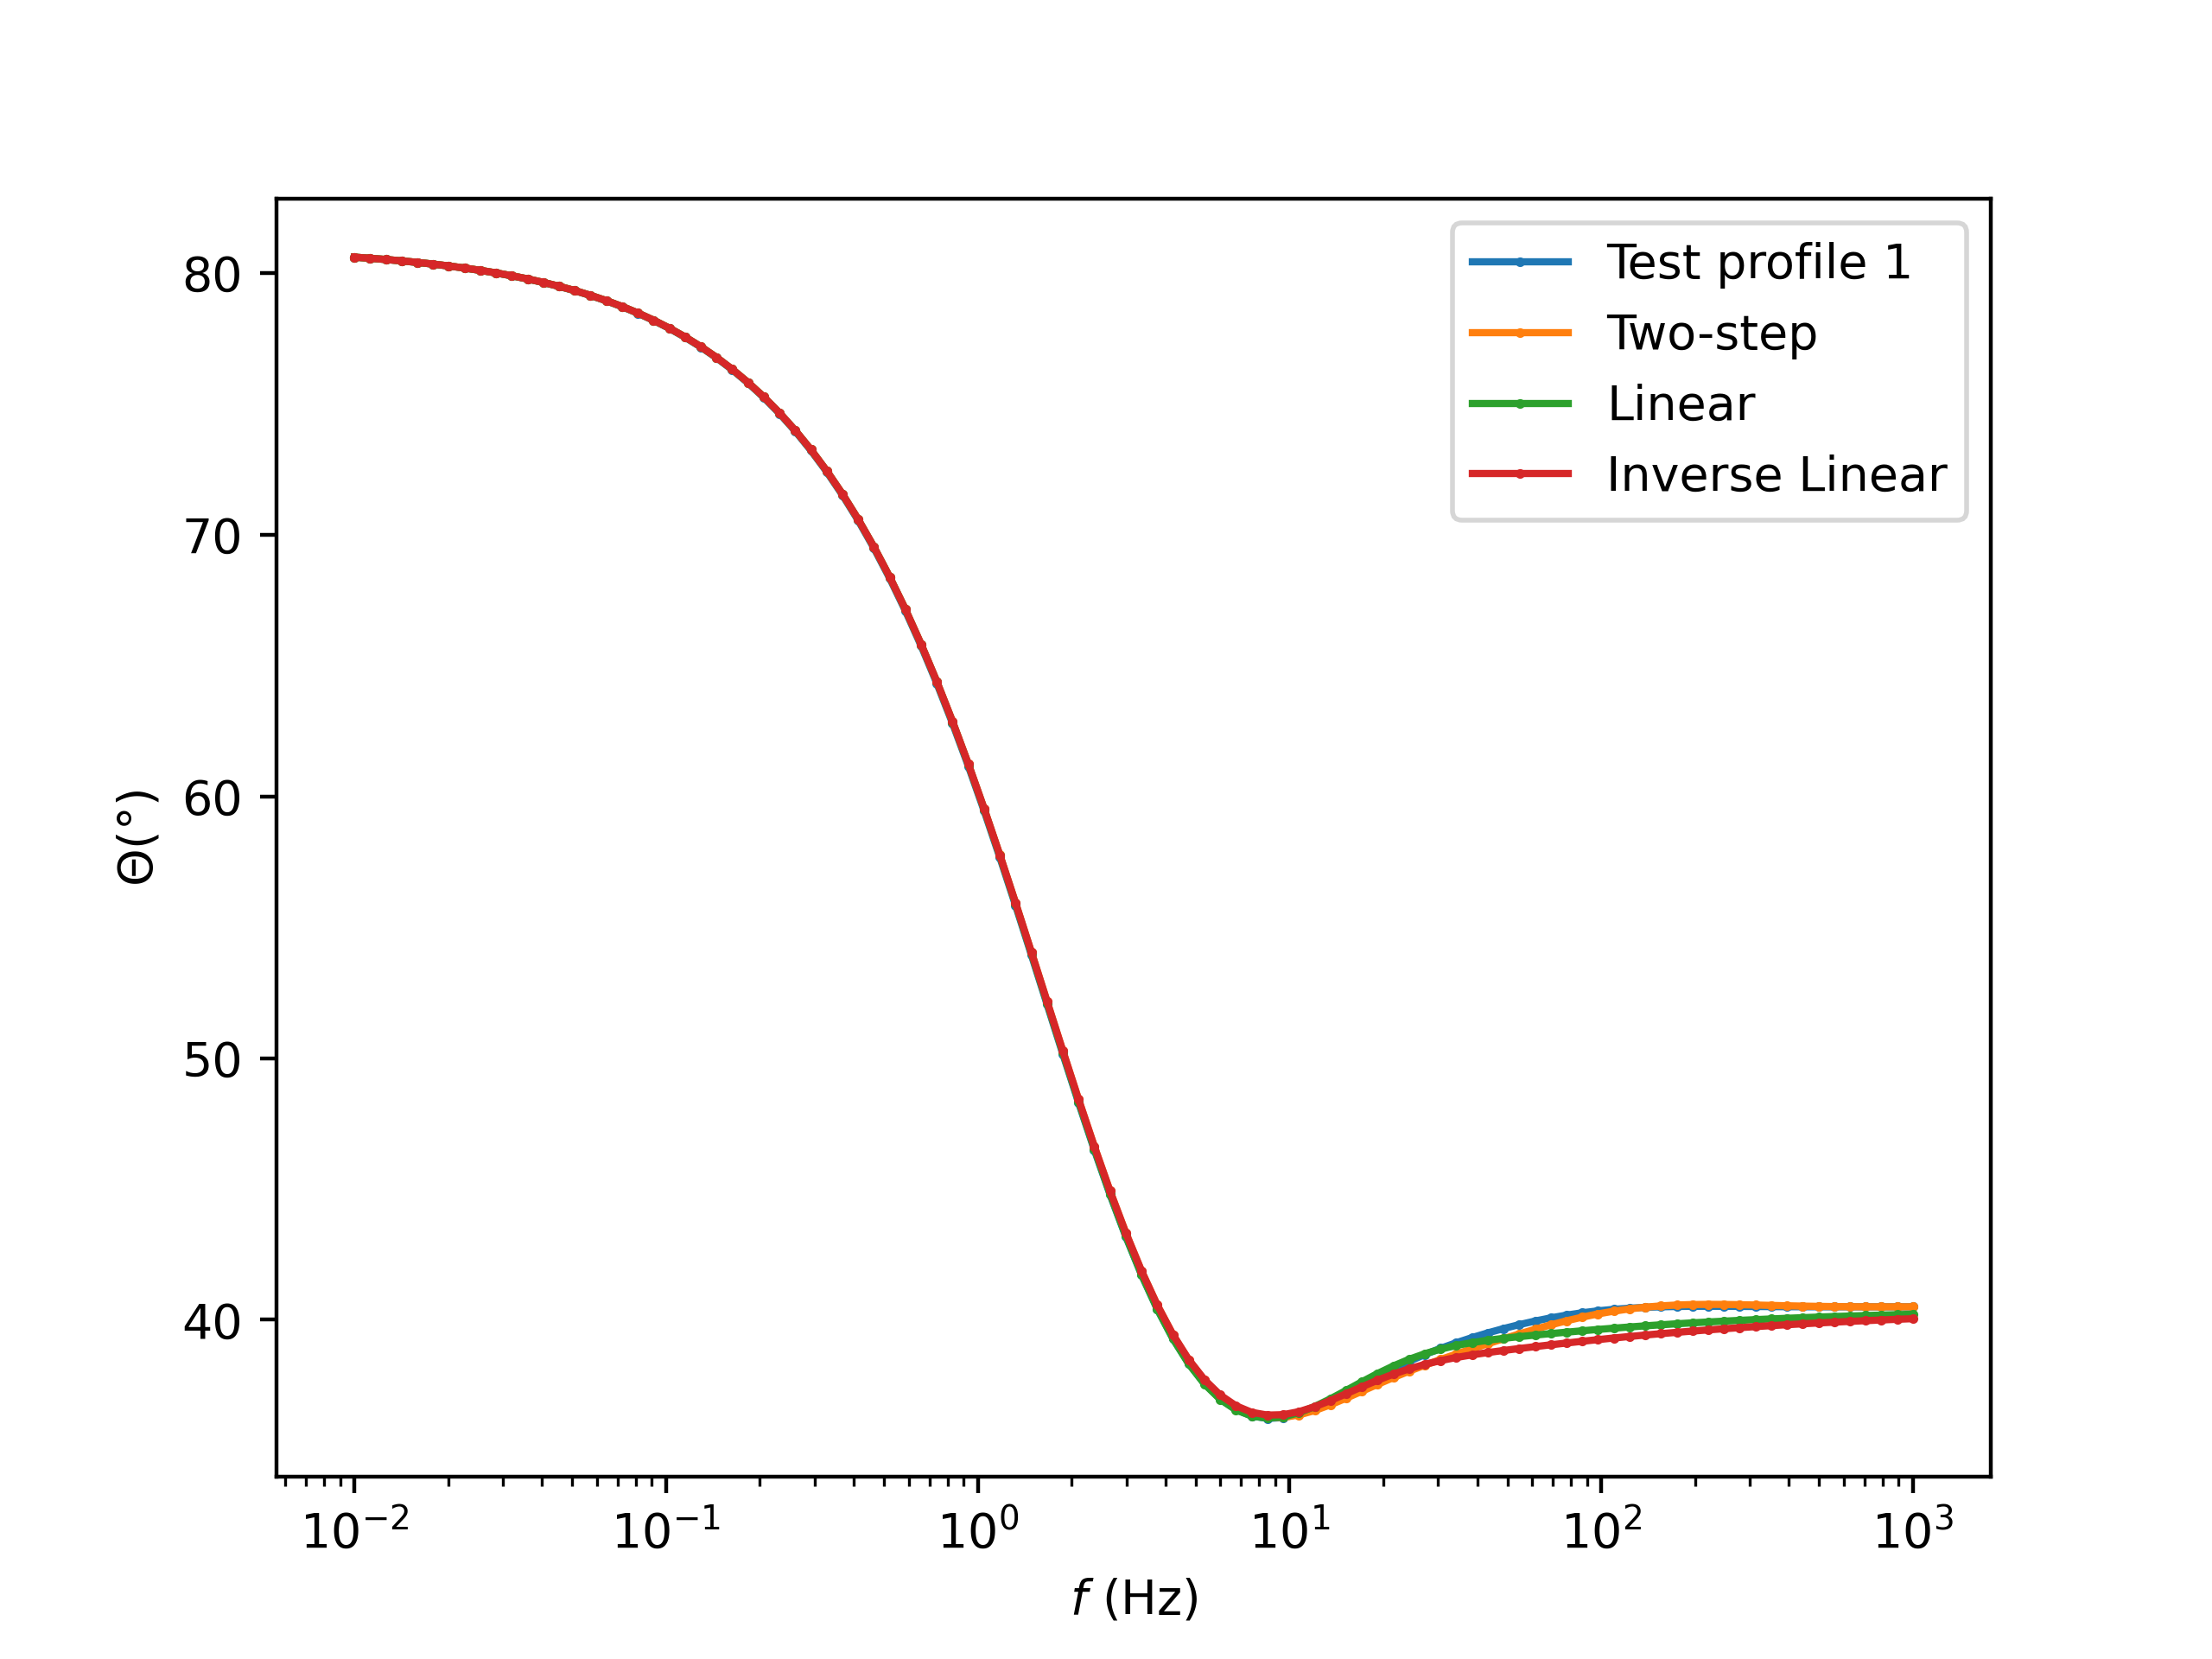 Test profile 1
Two-step
Linear
Inverse Linear
80
70
60
50
40
Θ(°)
10⁻² 10⁻¹ 10⁰ 10¹ 10² 10³
f (Hz)